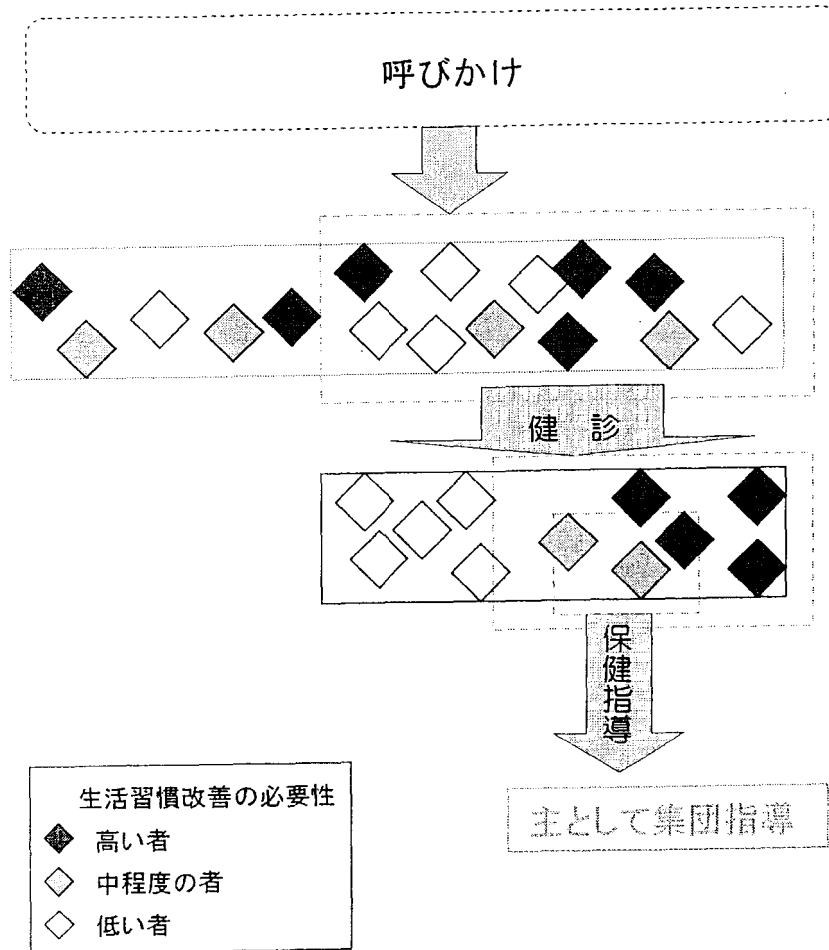 呼びかけ
健 診
保健指導
主として集団指導
生活習慣改善の必要性
高い者
中程度の者
低い者